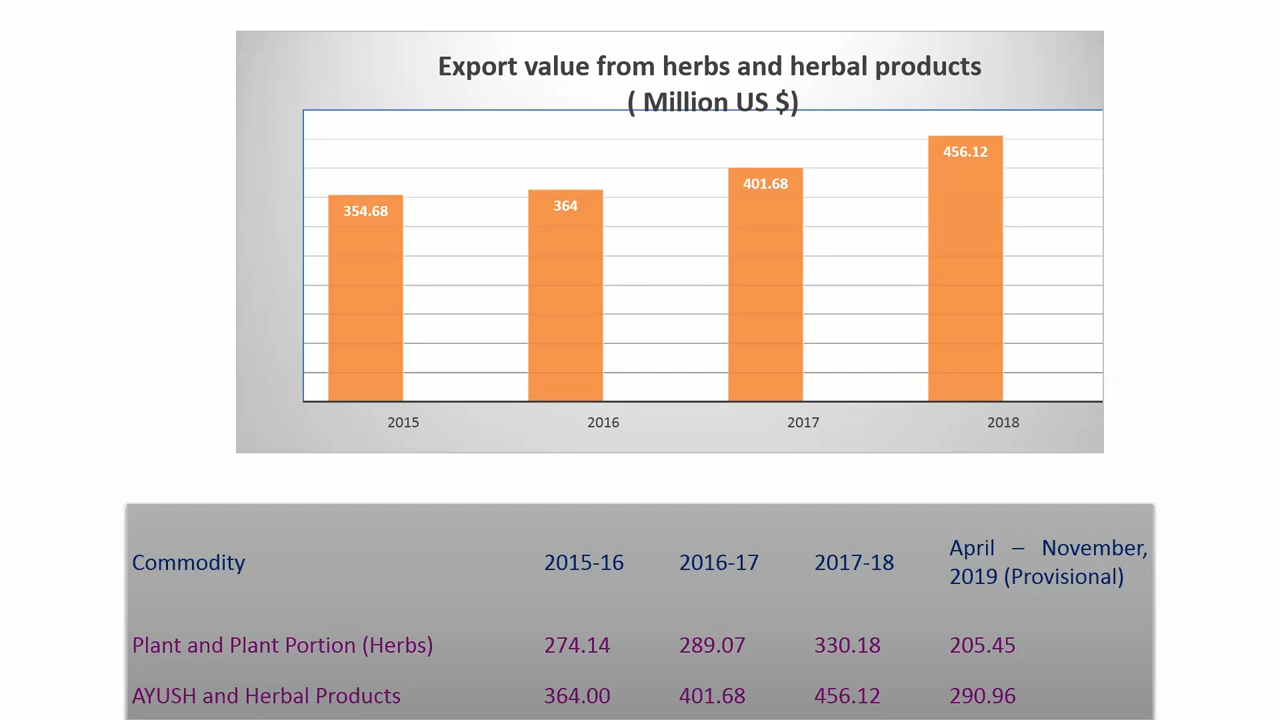 Export value from herbs and herbal products
( Million US $)
354.68
364
401.68
456.12
2015
2016
2017
2018
Commodity 2015-16 2016-17 2017-18 April – November, 2019 (Provisional)
Plant and Plant Portion (Herbs) 274.14 289.07 330.18 205.45
AYUSH and Herbal Products 364.00 401.68 456.12 290.96